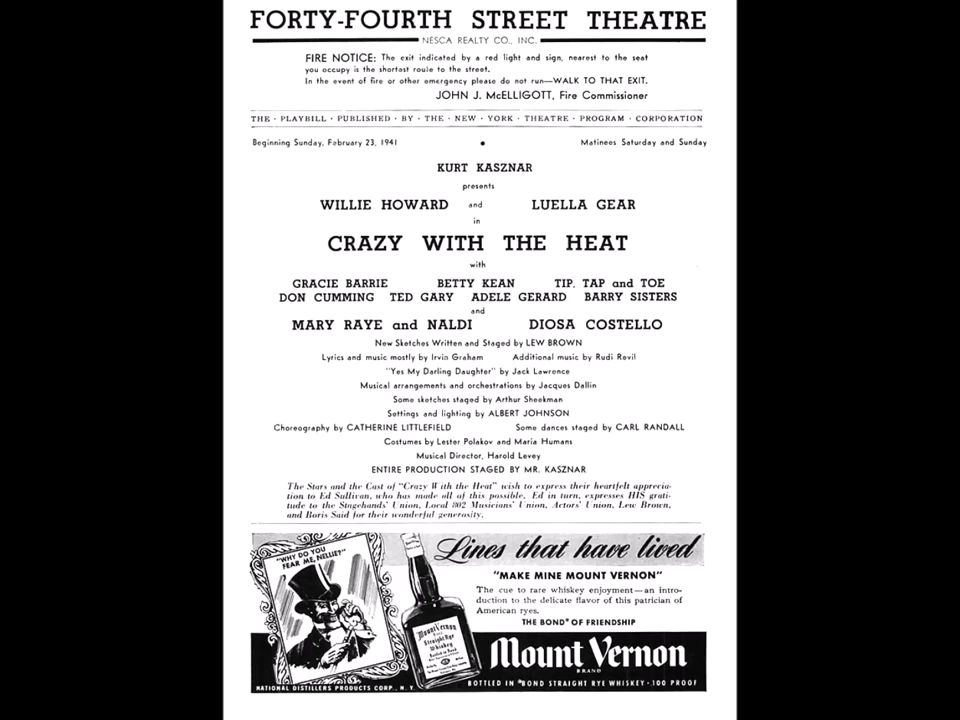 FORTY-FOURTH STREET THEATRE
NESCA REALTY CO., INC.
FIRE NOTICE: The exit indicated by a red light and sign, nearest to the seat
you occupy is the shortest route to the street.
In the event of fire or other emergency please do not run—WALK TO THAT EXIT.
JOHN J. McELLIGOTT, Fire Commissioner
THE · PLAYBILL · PUBLISHED · BY · THE · NEW · YORK · THEATRE · PROGRAM · CORPORATION
Beginning Sunday, February 23, 1941 • Matinees Saturday and Sunday
KURT KASZNAR
presents
WILLIE HOWARD and LUELLA GEAR
in
CRAZY WITH THE HEAT
with
GRACIE BARRIE BETTY KEAN TIP, TAP and TOE
DON CUMMING TED GARY ADELE GERARD BARRY SISTERS
and
MARY RAYE and NALDI DIOSA COSTELLO
New Sketches Written and Staged by LEW BROWN
Lyrics and music mostly by Irvin Graham Additional music by Rudi Revil
"Yes My Darling Daughter" by Jack Lawrence
Musical arrangements and orchestrations by Jacques Dallin
Some sketches staged by Arthur Sheekman
Settings and lighting by ALBERT JOHNSON
Choreography by CATHERINE LITTLEFIELD Some dances staged by CARL RANDALL
Costumes by Lester Polakov and Maria Humans
Musical Director, Harold Levey
ENTIRE PRODUCTION STAGED BY MR. KASZNAR
The Stars and the Cast of "Crazy With the Heat" wish to express their heartfelt apprecia-
tion to Ed Sullivan, who has made all of this possible. Ed in turn, expresses HIS grati-
tude to the Stagehands' Union, Local 802 Musicians' Union, Actors' Union, Lew Brown,
and Boris Said for their wonderful generosity.
"WHY DO YOU
FEAR ME, NELLIE?"
Lines that have lived
"MAKE MINE MOUNT VERNON"
The cue to rare whiskey enjoyment—an intro-
duction to the delicate flavor of this patrician of
American ryes.
THE BOND* OF FRIENDSHIP
Mount Vernon
Straight Rye
Whiskey
Bottled in Bond
Mount Vernon
BRAND
NATIONAL DISTILLERS PRODUCTS CORP., N. Y.
BOTTLED IN *BOND STRAIGHT RYE WHISKEY · 100 PROOF